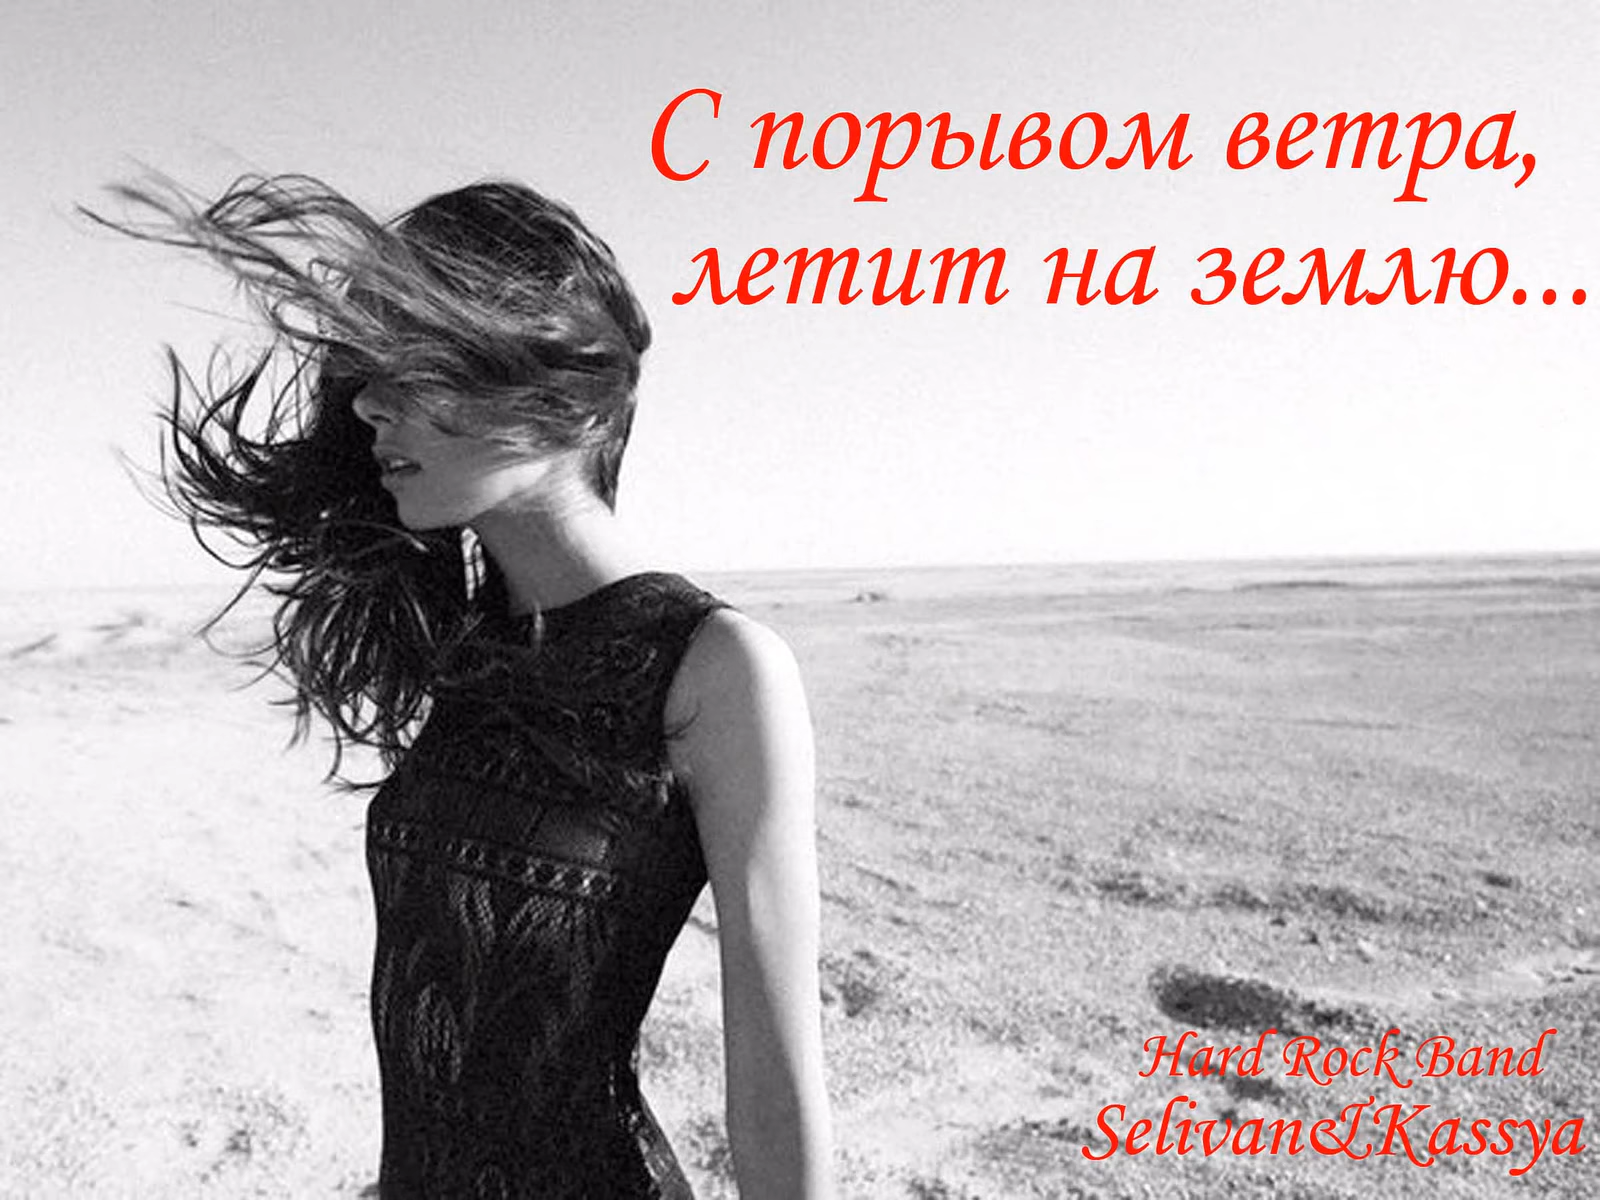 С порывом ветра,
летит на землю...
Hard Rock Band
Selivan&Kassya